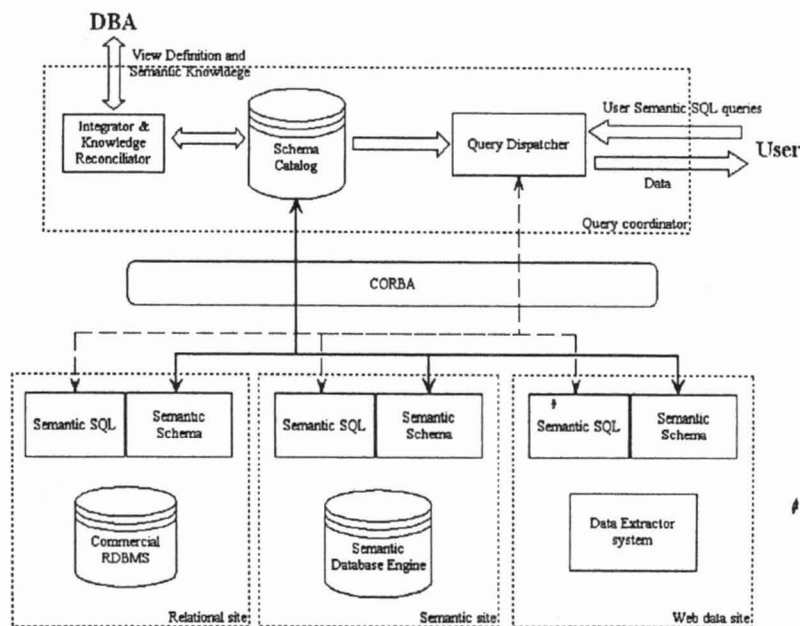 DBA
View Definition and
Semantic Knowldege
Integrator &
Knowledge
Reconciliator
Schema
Catalog
Query Dispatcher
User Semantic SQL queries
User
Data
Query coordinator
CORBA
Semantic SQL
Semantic
Schema
Semantic SQL
Semantic
Schema
Semantic SQL
Semantic
Schema
Commercial
RDBMS
Semantic
Database Engine
Data Extractor
system
Relational site
Semantic site
Web data site